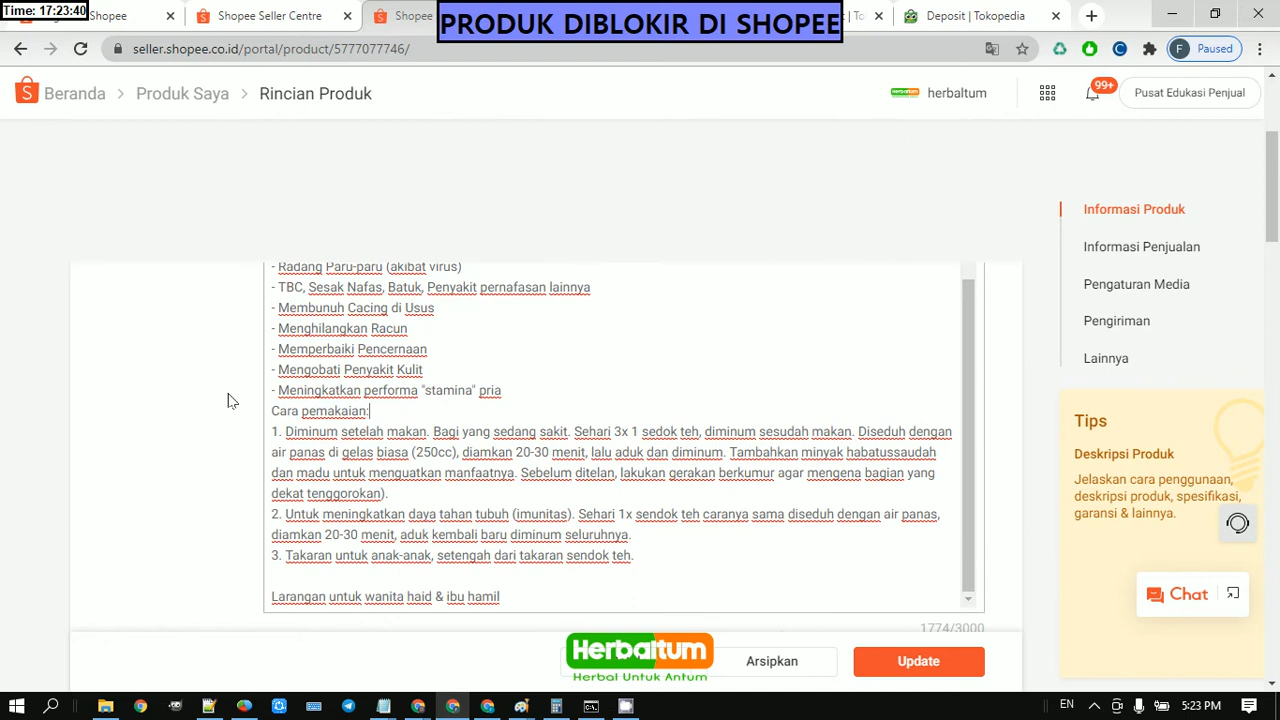 Time: 17:23:40
Shopee
Shopee Seller Centre
Shopee
PRODUK DIBLOKIR DI SHOPEE
Deposit | Tokopedia
seller.shopee.co.id/portal/product/5777077746/
F Paused
Beranda > Produk Saya > Rincian Produk
herbaltum
99+
Pusat Edukasi Penjual
- Radang Paru-paru (akibat virus)
- TBC, Sesak Nafas, Batuk, Penyakit pernafasan lainnya
- Membunuh Cacing di Usus
- Menghilangkan Racun
- Memperbaiki Pencernaan
- Mengobati Penyakit Kulit
- Meningkatkan performa "stamina" pria
Cara pemakaian:
1. Diminum setelah makan. Bagi yang sedang sakit. Sehari 3x 1 sedok teh, diminum sesudah makan. Diseduh dengan
air panas di gelas biasa (250cc), diamkan 20-30 menit, lalu aduk dan diminum. Tambahkan minyak habatussaudah
dan madu untuk menguatkan manfaatnya. Sebelum ditelan, lakukan gerakan berkumur agar mengena bagian yang
dekat tenggorokan).
2. Untuk meningkatkan daya tahan tubuh (imunitas). Sehari 1x sendok teh caranya sama diseduh dengan air panas,
diamkan 20-30 menit, aduk kembali baru diminum seluruhnya.
3. Takaran untuk anak-anak, setengah dari takaran sendok teh.
Larangan untuk wanita haid & ibu hamil
1774/3000
Informasi Produk
Informasi Penjualan
Pengaturan Media
Pengiriman
Lainnya
Tips
Deskripsi Produk
Jelaskan cara penggunaan,
deskripsi produk, spesifikasi,
garansi & lainnya.
Chat
Herbaltum
Herbal Untuk Antum
Arsipkan
Update
EN
5:23 PM